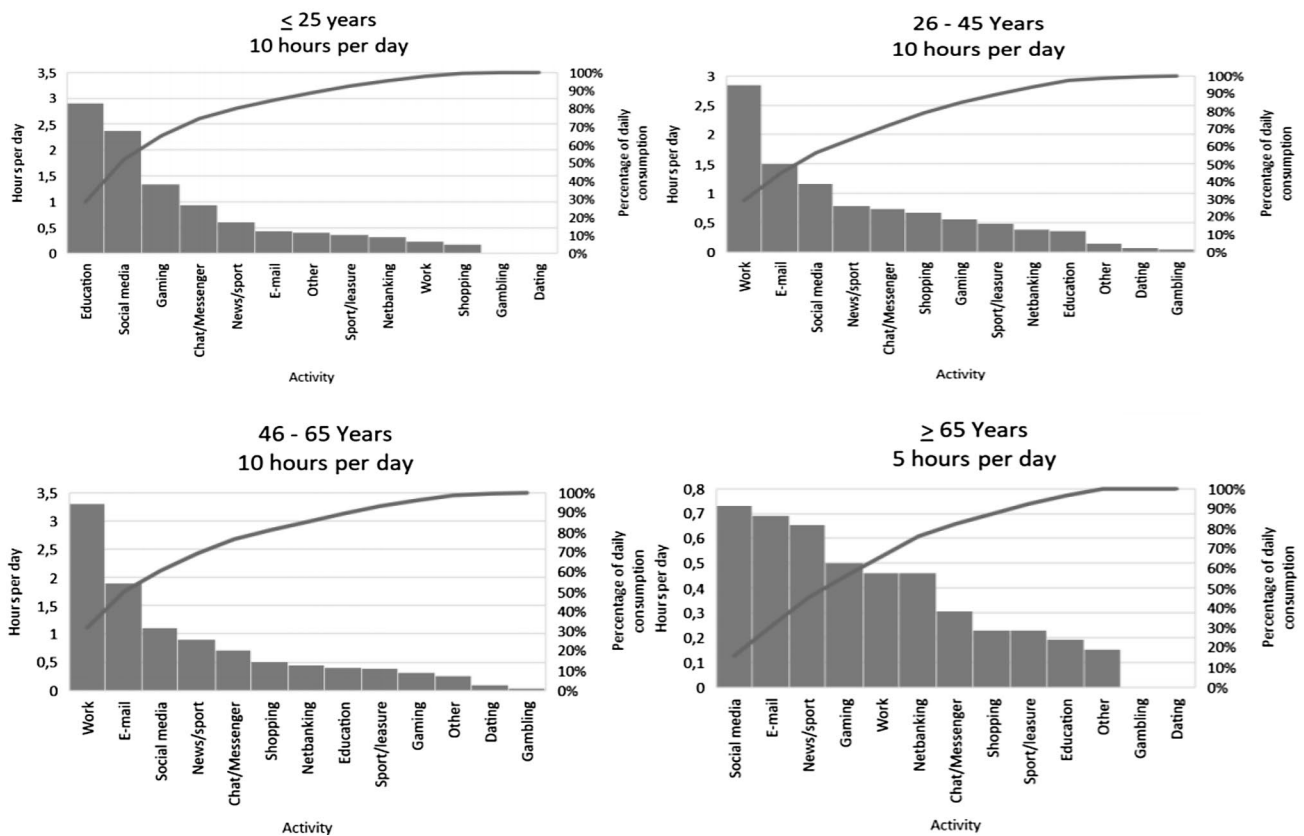 ≤ 25 years
10 hours per day
3,5
3
2,5
2
1,5
1
0,5
0
Hours per day
100%
90%
80%
70%
60%
50%
40%
30%
20%
10%
0%
Percentage of daily
consumption
Education
Social media
Gaming
Chat/Messenger
News/sport
E-mail
Other
Sport/leasure
Netbanking
Work
Shopping
Gambling
Dating
Activity
26 - 45 Years
10 hours per day
3
2,5
2
1,5
1
0,5
0
Hours per day
100%
90%
80%
70%
60%
50%
40%
30%
20%
10%
0%
Percentage of daily
consumption
Work
E-mail
Social media
News/sport
Chat/Messenger
Shopping
Gaming
Sport/leasure
Netbanking
Education
Other
Dating
Gambling
Activity
46 - 65 Years
10 hours per day
3,5
3
2,5
2
1,5
1
0,5
0
Hours per day
100%
90%
80%
70%
60%
50%
40%
30%
20%
10%
0%
Percentage of daily
consumption
Work
E-mail
Social media
News/sport
Chat/Messenger
Shopping
Netbanking
Education
Sport/leasure
Gaming
Other
Dating
Gambling
Activity
≥ 65 Years
5 hours per day
0,8
0,7
0,6
0,5
0,4
0,3
0,2
0,1
0
Hours per day
100%
90%
80%
70%
60%
50%
40%
30%
20%
10%
0%
Percentage of daily
consumption
Social media
E-mail
News/sport
Gaming
Work
Netbanking
Chat/Messenger
Shopping
Sport/leasure
Education
Other
Gambling
Dating
Activity